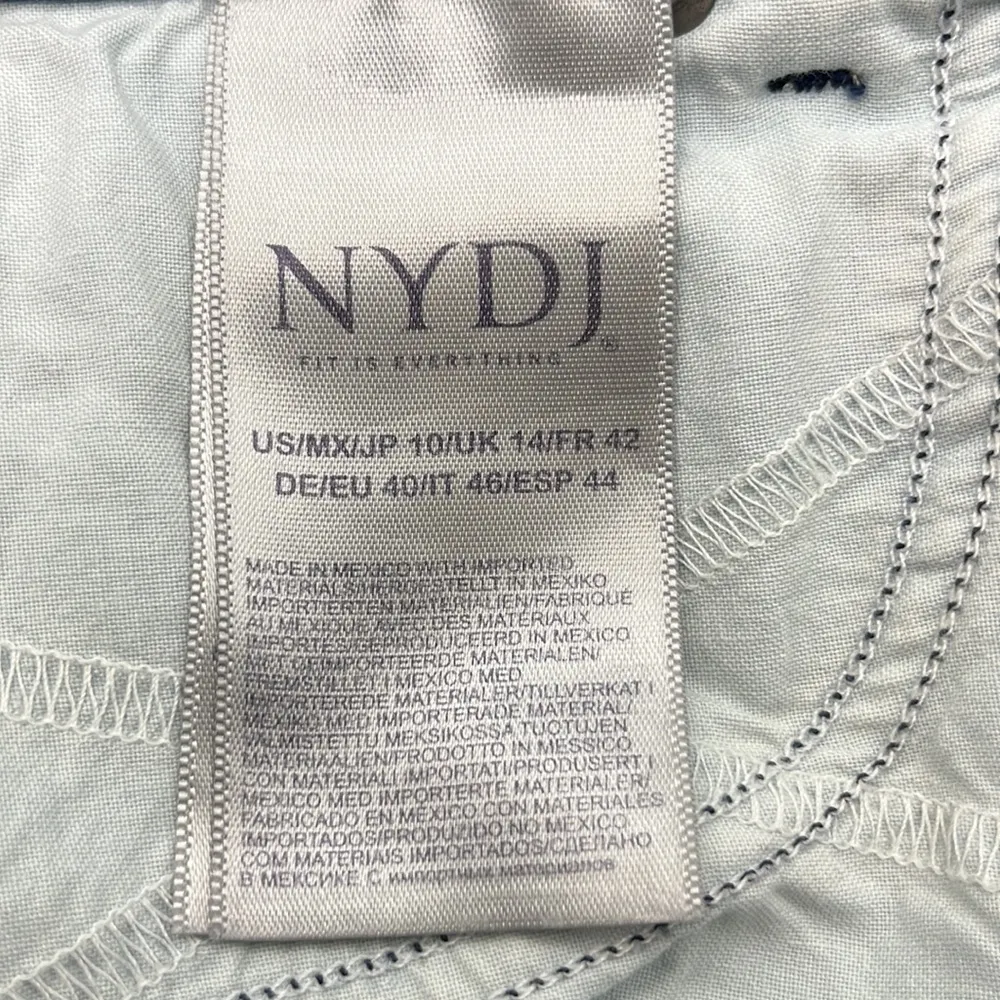 NYDJ
FIT IS EVERYTHING
US/MX/JP 10/UK 14/FR 42
DE/EU 40/IT 46/ESP 44
MADE IN MEXICO WITH IMPORTED
MATERIALS/HERGESTELLT IN MEXIKO
IMPORTIERTEN MATERIALIEN/FABRIQUE
AU MEXIQUE AVEC DES MATERIAUX
IMPORTES/GEPRODUCEERD IN MEXICO
MET GEIMPORTEERDE MATERIALEN/
I MEXICO MED
MATERIALER/TILLVERKAT I
MEXIKO MED IMPORTERADE MATERIAL/
VALMISTETTU MEKSIKOSSA TUOTUJEN
MATERIAALIEN/PRODOTTO IN MESSICO
CON MATERIALI IMPORTATI/PRODUSERT I
MEXICO MED IMPORTERTE MATERIALER/
FABRICADO EN MEXICO CON MATERIALES
IMPORTADOS/PRODUZIDO NO MEXICO
COM MATERIAIS IMPORTADOS/СДЕЛАНО
В МЕКСИКЕ С